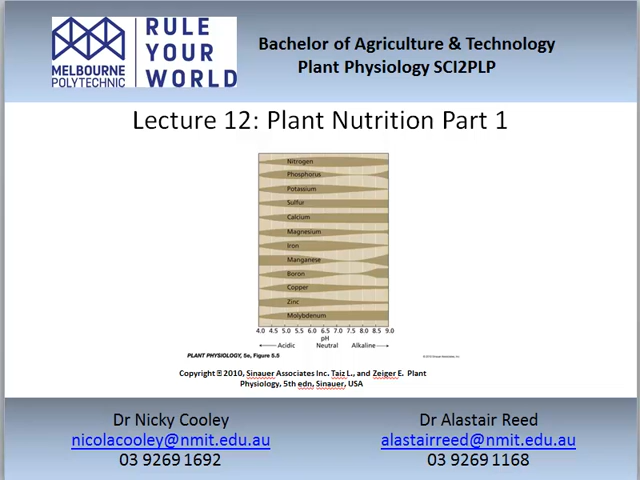 MELBOURNE
POLYTECHNIC
RULE
YOUR
WORLD
Bachelor of Agriculture & Technology
Plant Physiology SCI2PLP
Lecture 12: Plant Nutrition Part 1
Nitrogen
Phosphorus
Potassium
Sulfur
Calcium
Magnesium
Iron
Manganese
Boron
Copper
Zinc
Molybdenum
4.0 4.5 5.0 5.5 6.0 6.5 7.0 7.5 8.0 8.5 9.0
pH
Acidic Neutral Alkaline
PLANT PHYSIOLOGY, 5e, Figure 5.5
© 2010 Sinauer Associates, Inc.
Copyright 2010, Sinauer Associates Inc. Taiz L., and Zeiger E. Plant
Physiology, 5th edn, Sinauer, USA
Dr Nicky Cooley
nicolacooley@nmit.edu.au
03 9269 1692
Dr Alastair Reed
alastairreed@nmit.edu.au
03 9269 1168